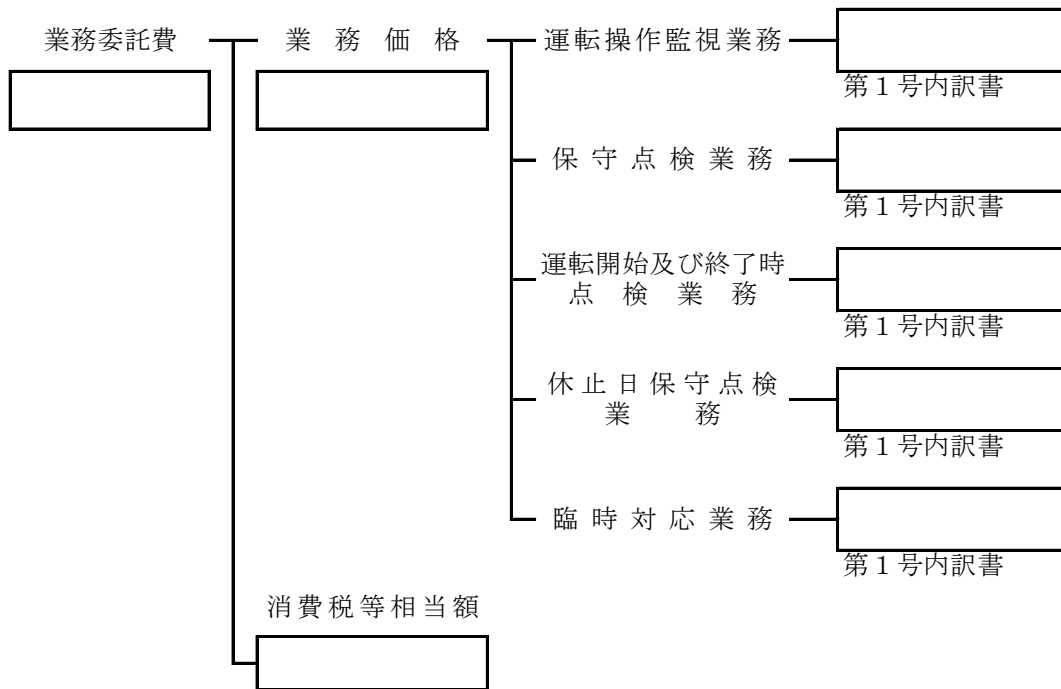 業務委託費
業務価格
運転操作監視業務
第１号内訳書
保守点検業務
第１号内訳書
運転開始及び終了時
点検業務
第１号内訳書
休止日保守点検
業務
第１号内訳書
臨時対応業務
第１号内訳書
消費税等相当額